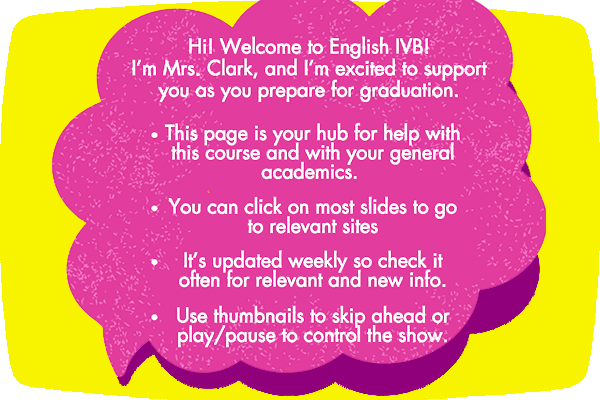 Hi! Welcome to English IVB!
I'm Mrs. Clark, and I'm excited to support
you as you prepare for graduation.
• This page is your hub for help with
this course and with your general
academics.
• You can click on most slides to go
to relevant sites
• It's updated weekly so check it
often for relevant and new info.
• Use thumbnails to skip ahead or
play/pause to control the show.